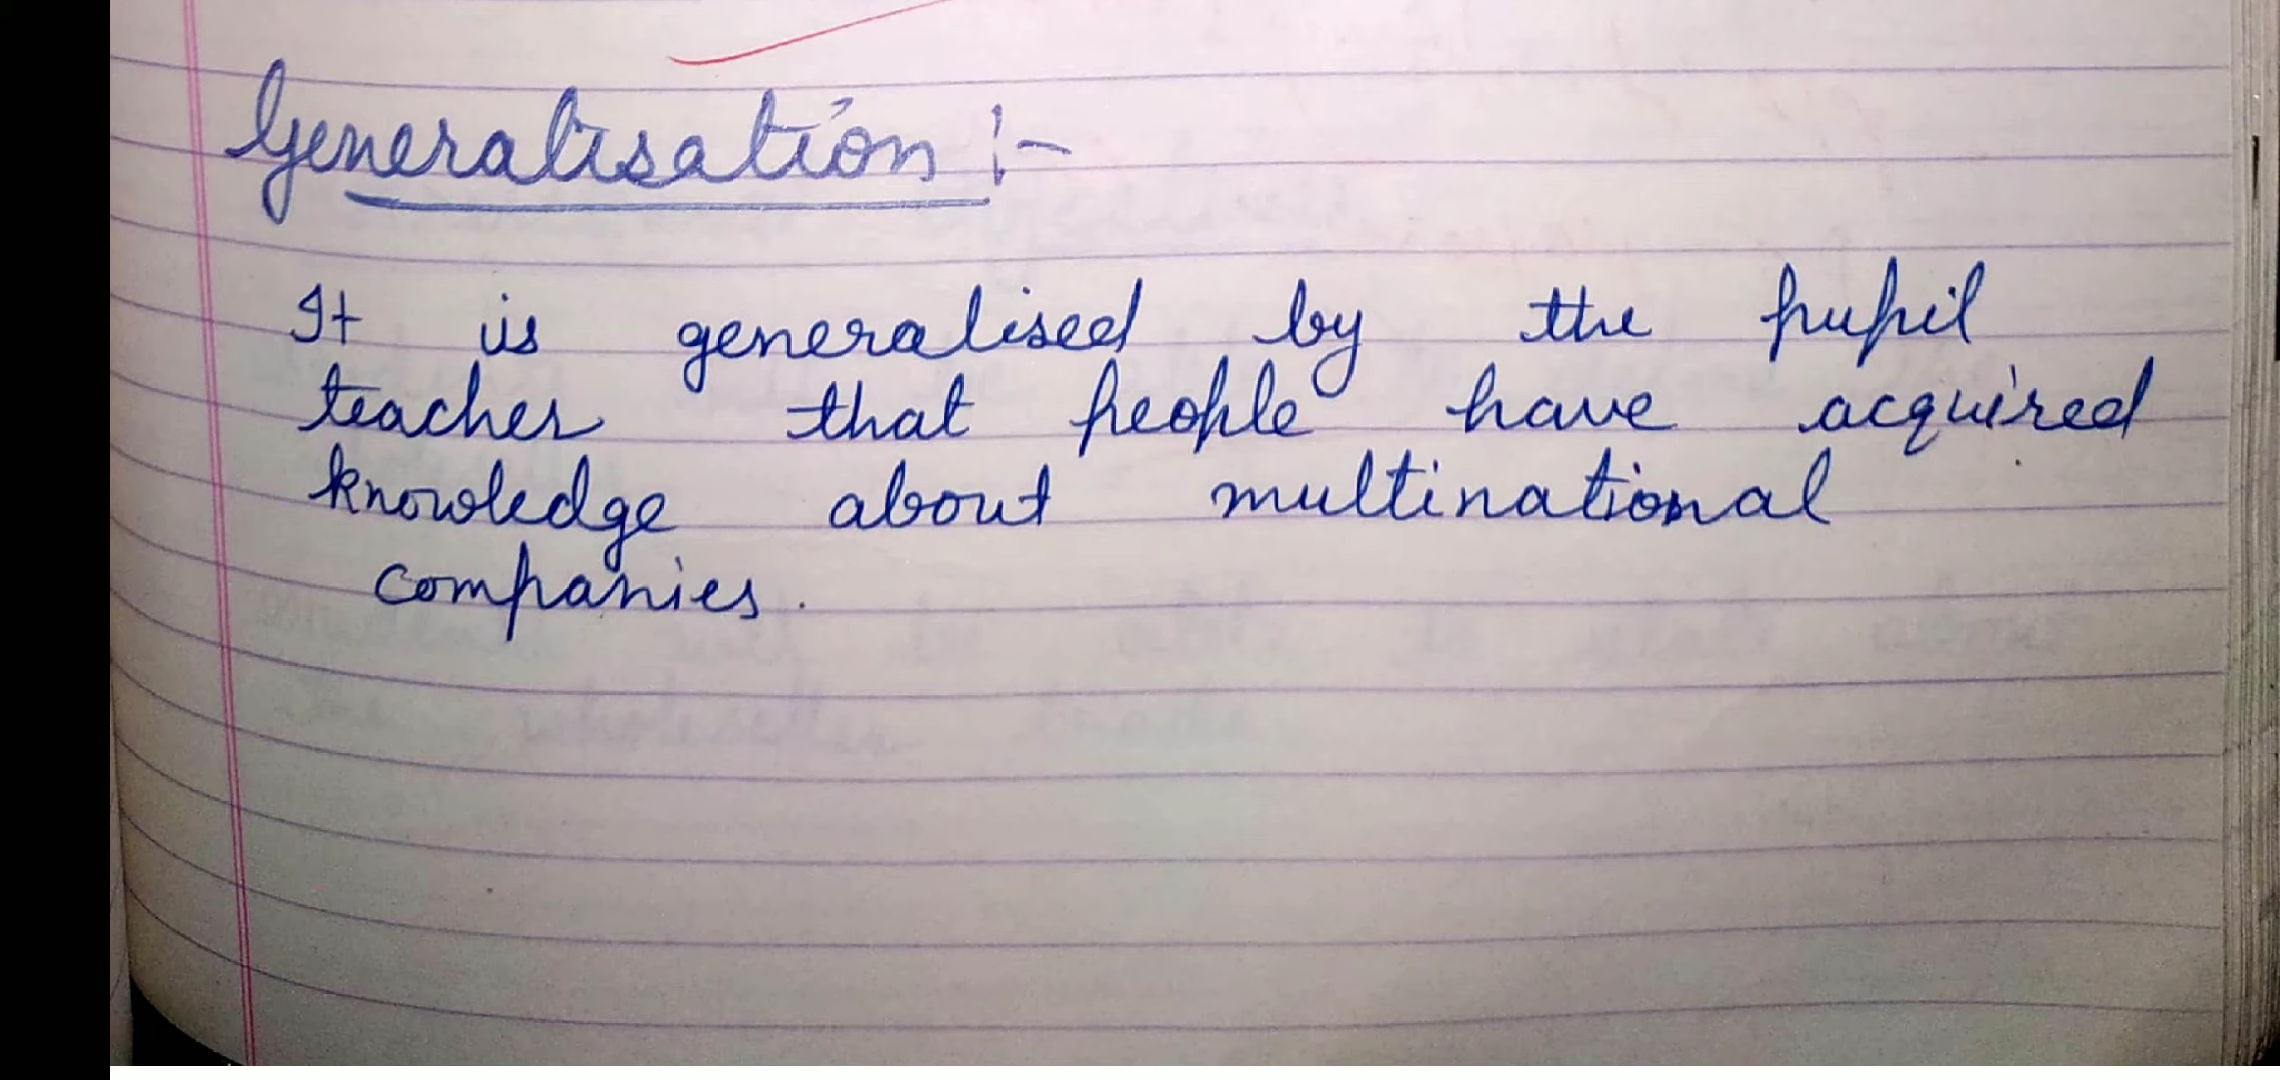 Generalisation :-
It is generalised by the pupil
teacher that people have acquired
knowledge about multinational
companies.